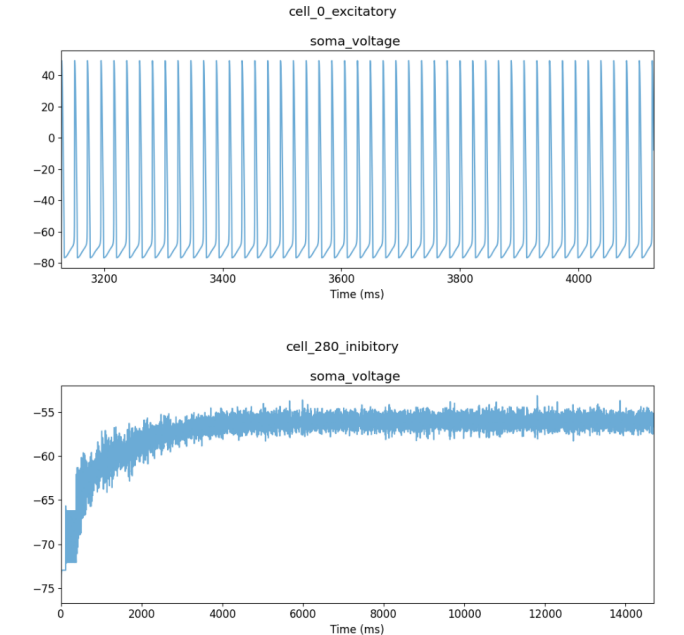 cell_0_excitatory
soma_voltage
40
20
0
−20
−40
−60
−80
3200 3400 3600 3800 4000
Time (ms)
cell_280_inibitory
soma_voltage
−55
−60
−65
−70
−75
0 2000 4000 6000 8000 10000 12000 14000
Time (ms)